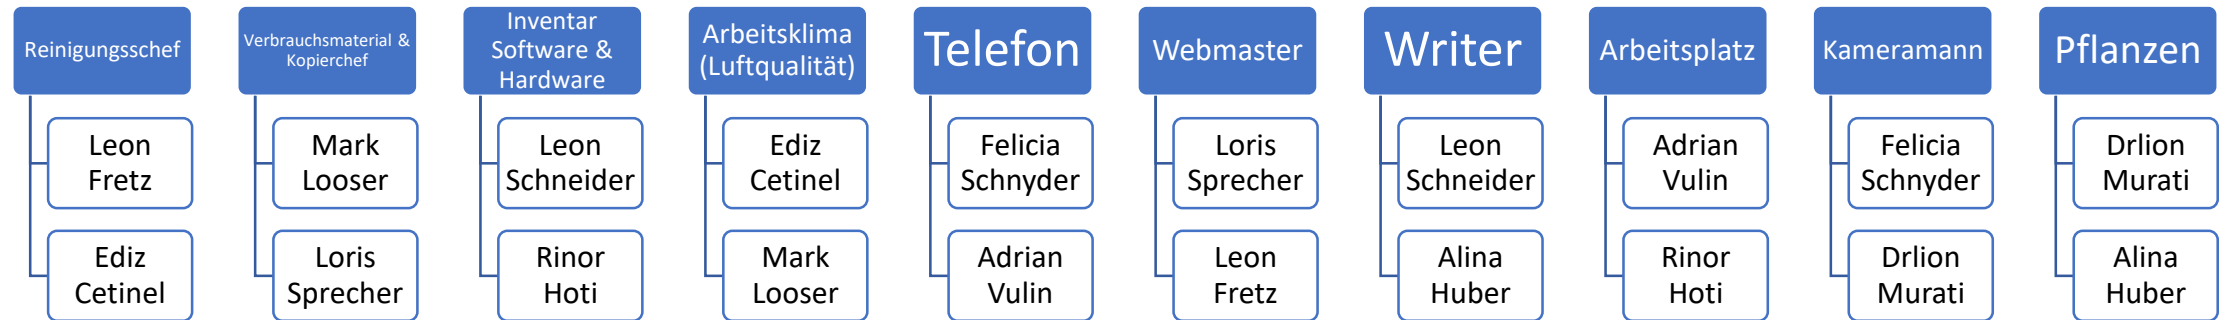 Reinigungsschef
Leon
Fretz
Ediz
Cetinel
Verbrauchsmaterial &
Kopierchef
Mark
Looser
Loris
Sprecher
Inventar
Software &
Hardware
Leon
Schneider
Rinor
Hoti
Arbeitsklima
(Luftqualität)
Ediz
Cetinel
Mark
Looser
Telefon
Felicia
Schnyder
Adrian
Vulin
Webmaster
Loris
Sprecher
Leon
Fretz
Writer
Leon
Schneider
Alina
Huber
Arbeitsplatz
Adrian
Vulin
Rinor
Hoti
Kameramann
Felicia
Schnyder
Drlion
Murati
Pflanzen
Drlion
Murati
Alina
Huber